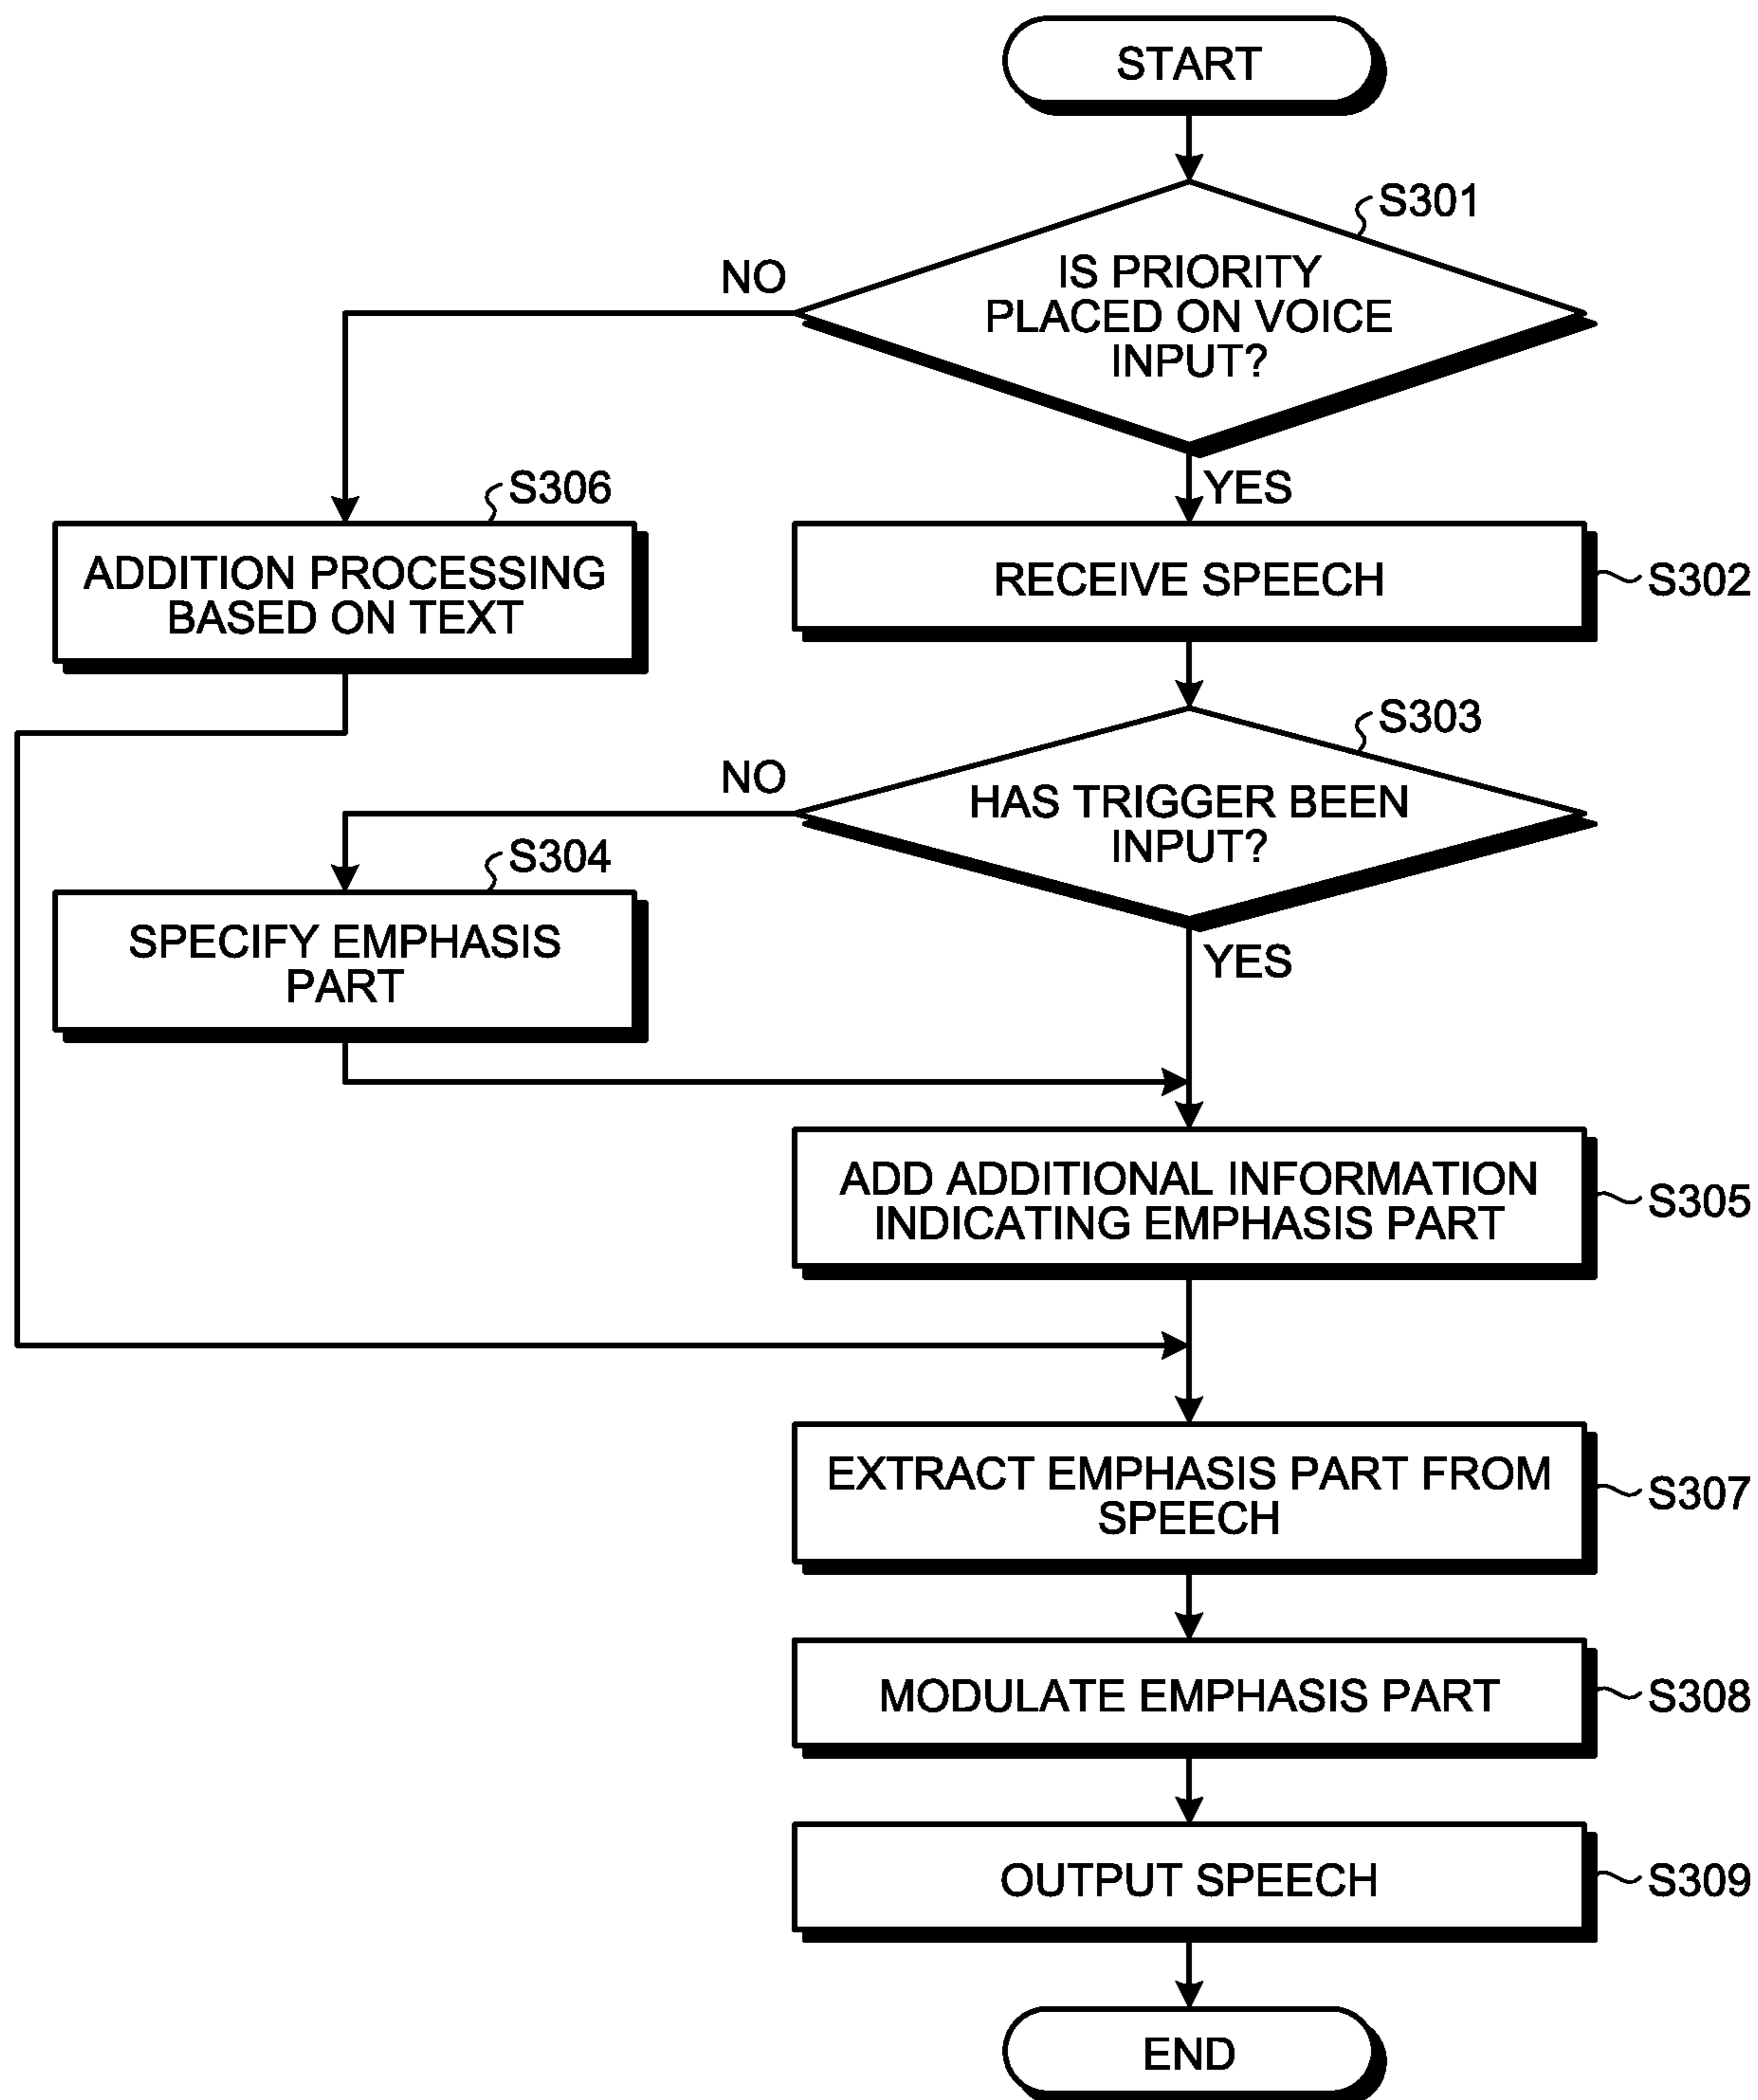 START
S301
IS PRIORITY
PLACED ON VOICE
INPUT?
NO
YES
S306
ADDITION PROCESSING
BASED ON TEXT
RECEIVE SPEECH
S302
S303
HAS TRIGGER BEEN
INPUT?
NO
YES
S304
SPECIFY EMPHASIS
PART
ADD ADDITIONAL INFORMATION
INDICATING EMPHASIS PART
S305
EXTRACT EMPHASIS PART FROM
SPEECH
S307
MODULATE EMPHASIS PART
S308
OUTPUT SPEECH
S309
END